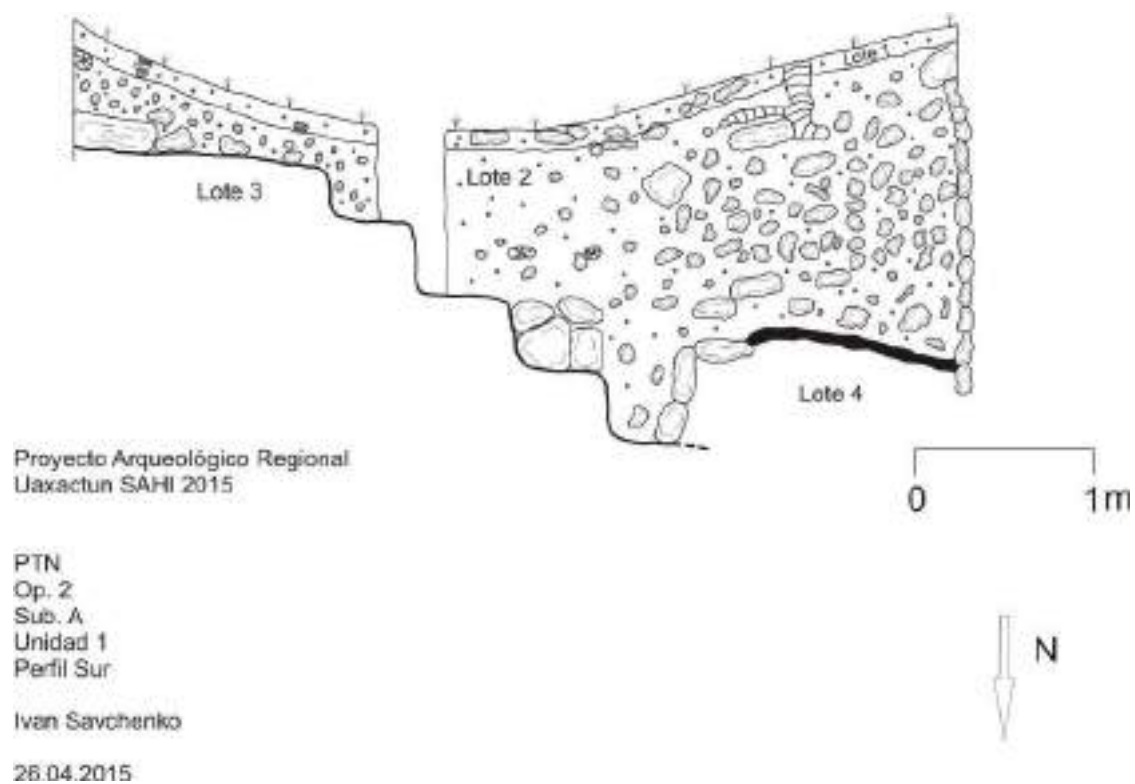 Lote 1
Lote 3
Lote 2
Lote 4
Proyecto Arqueológico Regional
Uaxactun SAHI 2015
0 1m
PTN
Op. 2
Sub. A
Unidad 1
Perfil Sur
N
Ivan Savchenko
26.04.2015